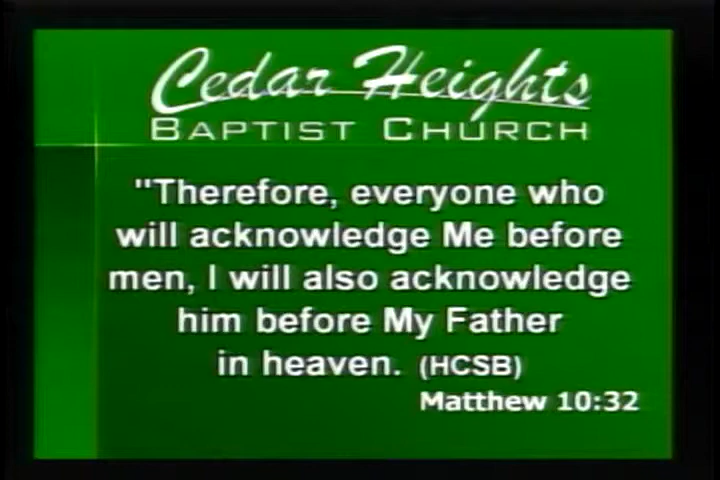 Cedar Heights
BAPTIST CHURCH
"Therefore, everyone who
will acknowledge Me before
men, I will also acknowledge
him before My Father
in heaven. (HCSB)
Matthew 10:32